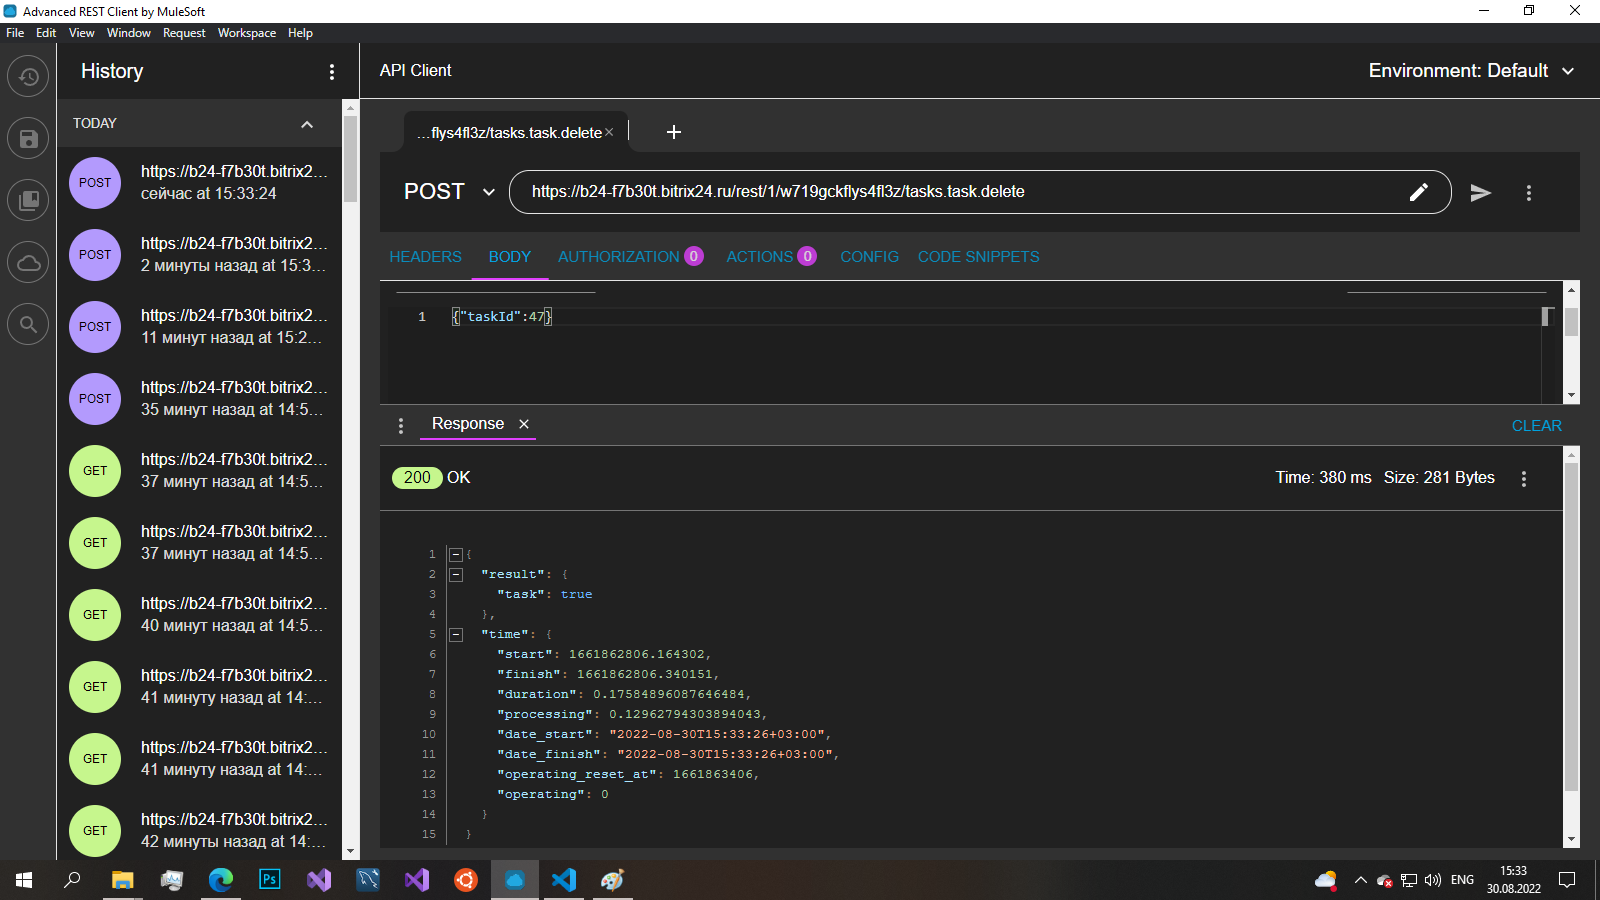 Advanced REST Client by MuleSoft
File Edit View Window Request Workspace Help
History
API Client
Environment: Default
TODAY
...flys4fl3z/tasks.task.delete
POST
https://b24-f7b30t.bitrix2...
сейчас at 15:33:24
POST
https://b24-f7b30t.bitrix2...
2 минуты назад at 15:3...
POST
https://b24-f7b30t.bitrix2...
11 минут назад at 15:2...
POST
https://b24-f7b30t.bitrix2...
35 минут назад at 14:5...
GET
https://b24-f7b30t.bitrix2...
37 минут назад at 14:5...
GET
https://b24-f7b30t.bitrix2...
37 минут назад at 14:5...
GET
https://b24-f7b30t.bitrix2...
40 минут назад at 14:5...
GET
https://b24-f7b30t.bitrix2...
41 минуту назад at 14:...
GET
https://b24-f7b30t.bitrix2...
41 минуту назад at 14:...
GET
https://b24-f7b30t.bitrix2...
42 минуты назад at 14:...
POST
https://b24-f7b30t.bitrix24.ru/rest/1/w719gckflys4fl3z/tasks.task.delete
HEADERS BODY AUTHORIZATION 0 ACTIONS 0 CONFIG CODE SNIPPETS
1 {"taskId":47}
Response
CLEAR
200 OK
Time: 380 ms Size: 281 Bytes
1 {
2 "result": {
3 "task": true
4 },
5 "time": {
6 "start": 1661862806.164302,
7 "finish": 1661862806.340151,
8 "duration": 0.17584896087646484,
9 "processing": 0.12962794303894043,
10 "date_start": "2022-08-30T15:33:26+03:00",
11 "date_finish": "2022-08-30T15:33:26+03:00",
12 "operating_reset_at": 1661863406,
13 "operating": 0
14 }
15 }
Ps
ENG
15:33
30.08.2022